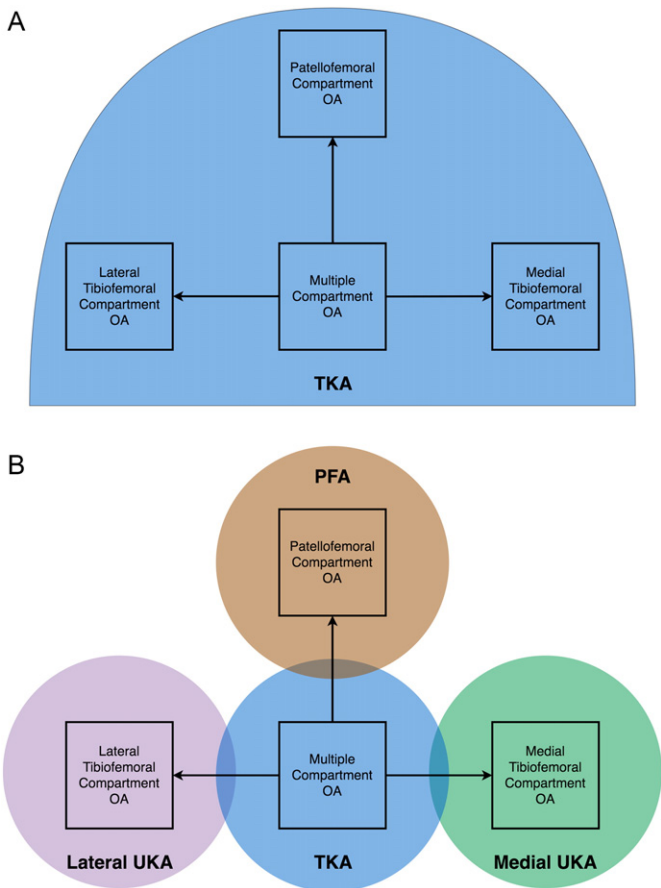 A
Patellofemoral
Compartment
OA
Lateral
Tibiofemoral
Compartment
OA
Multiple
Compartment
OA
Medial
Tibiofemoral
Compartment
OA
TKA
B
PFA
Patellofemoral
Compartment
OA
Lateral
Tibiofemoral
Compartment
OA
Multiple
Compartment
OA
Medial
Tibiofemoral
Compartment
OA
Lateral UKA
TKA
Medial UKA